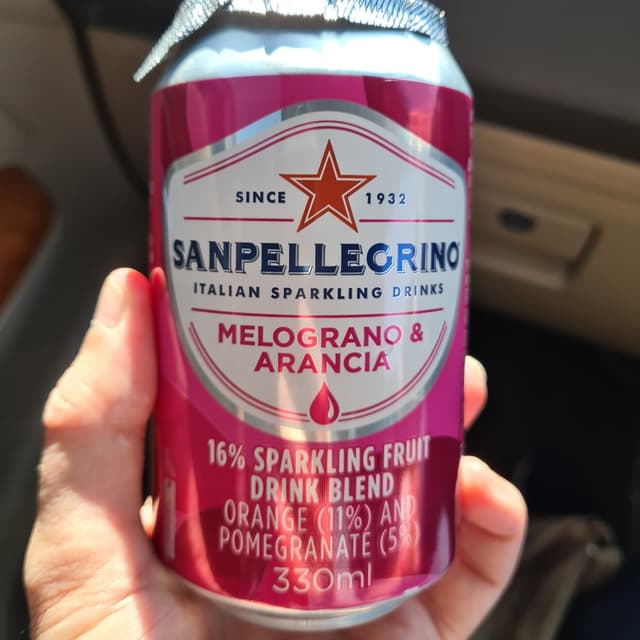 SINCE 1932
SANPELLEGRINO
ITALIAN SPARKLING DRINKS
MELOGRANO &
ARANCIA
16% SPARKLING FRUIT
DRINK BLEND
ORANGE (11%) AND
POMEGRANATE (5%)
330ml